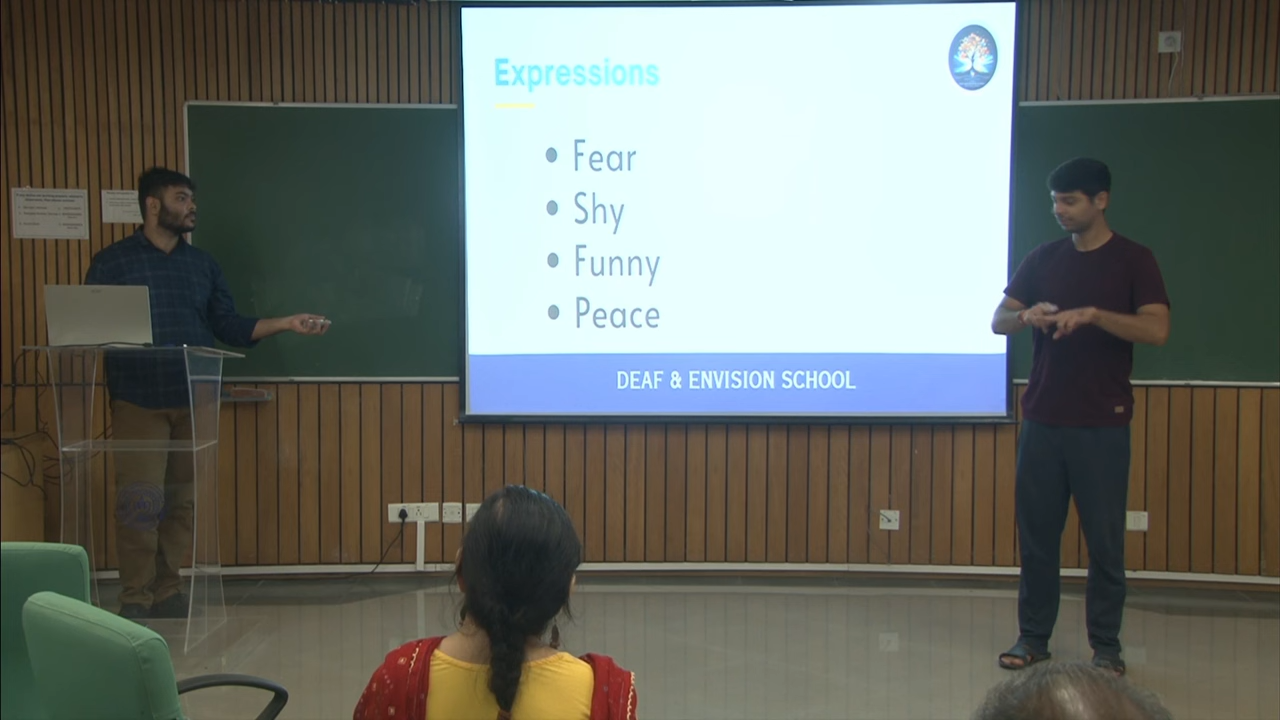 Expressions
• Fear
• Shy
• Funny
• Peace
DEAF & ENVISION SCHOOL